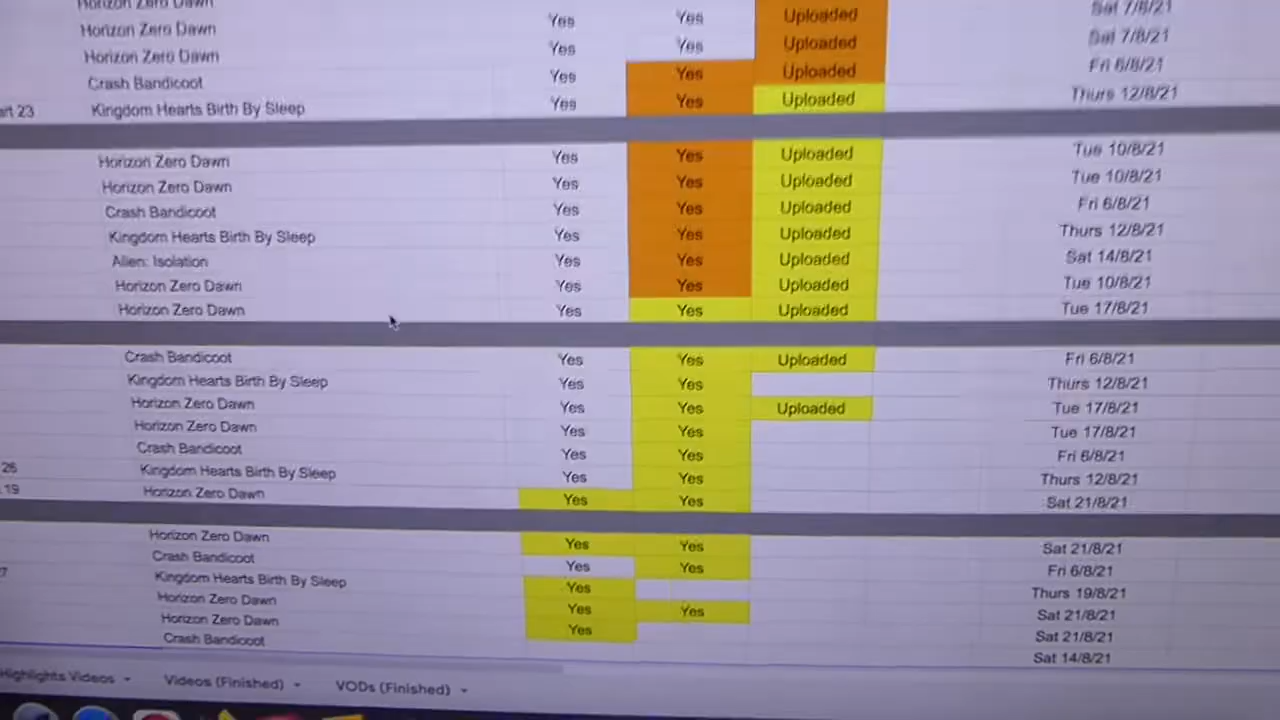 Horizon Zero Dawn Sat 7/8/21
Horizon Zero Dawn Yes Yes Uploaded Sat 7/8/21
Horizon Zero Dawn Yes Yes Uploaded Fri 6/8/21
Crash Bandicoot Yes Yes Uploaded
23 Kingdom Hearts Birth By Sleep Yes Yes Uploaded Thurs 12/8/21
Horizon Zero Dawn Yes Yes Uploaded Tue 10/8/21
Horizon Zero Dawn Yes Yes Uploaded Tue 10/8/21
Crash Bandicoot Yes Yes Uploaded Fri 6/8/21
Kingdom Hearts Birth By Sleep Yes Yes Uploaded Thurs 12/8/21
Alien: Isolation Yes Yes Uploaded Sat 14/8/21
Horizon Zero Dawn Yes Yes Uploaded Tue 10/8/21
Horizon Zero Dawn Yes Yes Uploaded Tue 17/8/21
Crash Bandicoot Yes Yes Uploaded Fri 6/8/21
Kingdom Hearts Birth By Sleep Yes Yes Thurs 12/8/21
Horizon Zero Dawn Yes Yes Uploaded Tue 17/8/21
Horizon Zero Dawn Yes Yes Tue 17/8/21
Crash Bandicoot Yes Yes Fri 6/8/21
26 Kingdom Hearts Birth By Sleep Yes Yes Thurs 12/8/21
19 Horizon Zero Dawn Yes Yes Sat 21/8/21
Horizon Zero Dawn Yes Yes Sat 21/8/21
Crash Bandicoot Yes Yes Fri 6/8/21
7 Kingdom Hearts Birth By Sleep Yes Thurs 19/8/21
Horizon Zero Dawn Yes Yes Sat 21/8/21
Horizon Zero Dawn Yes Sat 21/8/21
Crash Bandicoot Sat 14/8/21
Highlights Videos Videos (Finished) VODs (Finished)